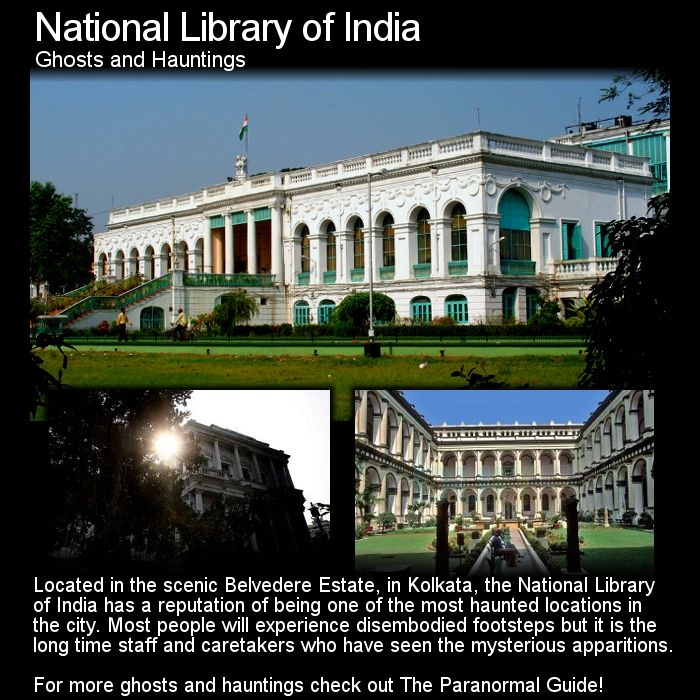 National Library of India
Ghosts and Hauntings
Located in the scenic Belvedere Estate, in Kolkata, the National Library
of India has a reputation of being one of the most haunted locations in
the city. Most people will experience disembodied footsteps but it is the
long time staff and caretakers who have seen the mysterious apparitions.
For more ghosts and hauntings check out The Paranormal Guide!